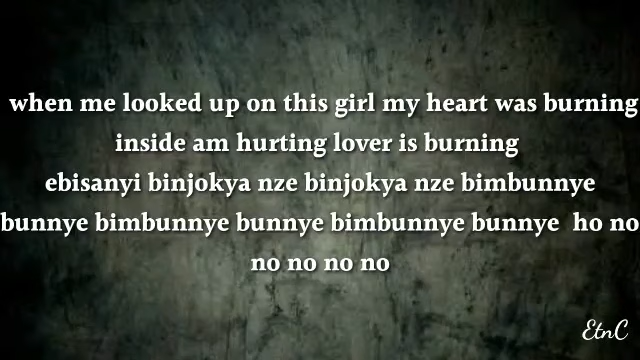 when me looked up on this girl my heart was burning
inside am hurting lover is burning
ebisanyi binjokya nze binjokya nze bimbunnye
bunnye bimbunnye bunnye bimbunnye bunnye ho no
no no no no
EtnC